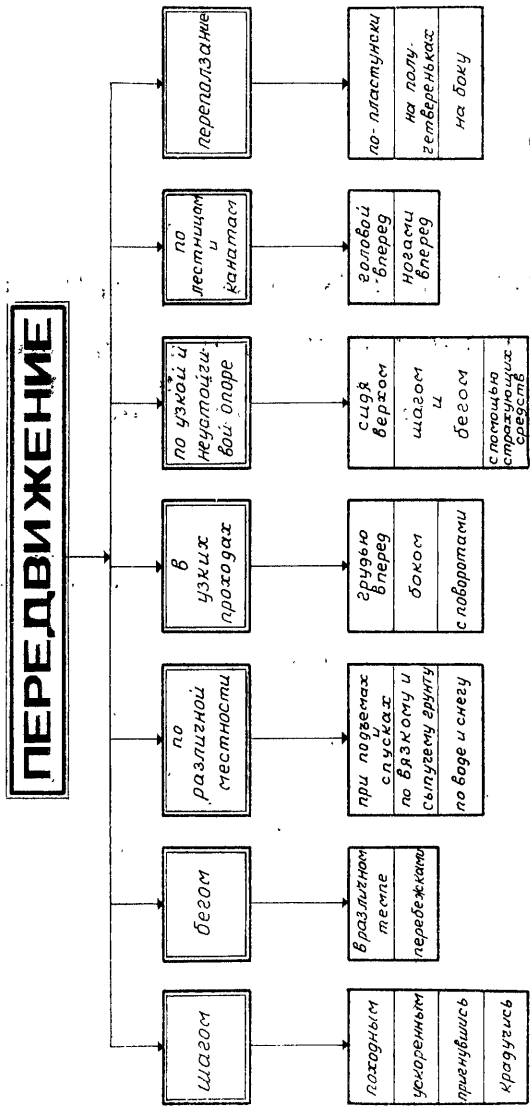 ПЕРЕДВИЖЕНИЕ
шагом
бегом
по
различной
местности
в
узких
проходах
по узкой и
неустойчи-
вой опоре
по
лестницам
и
канатам
переползание
походным
ускоренным
пригнувшись
крадучись
в различном
темпе
перебежками
при подъемах
и
спусках
по вязкому и
сыпучему грунту
по воде и снегу
грудью
вперед
боком
с поворотами
сидя
верхом
шагом
и
бегом
с помощью
страхующих
средств
головой
вперед
ногами
вперед
по-пластунски
на полу-
четвереньках
на боку